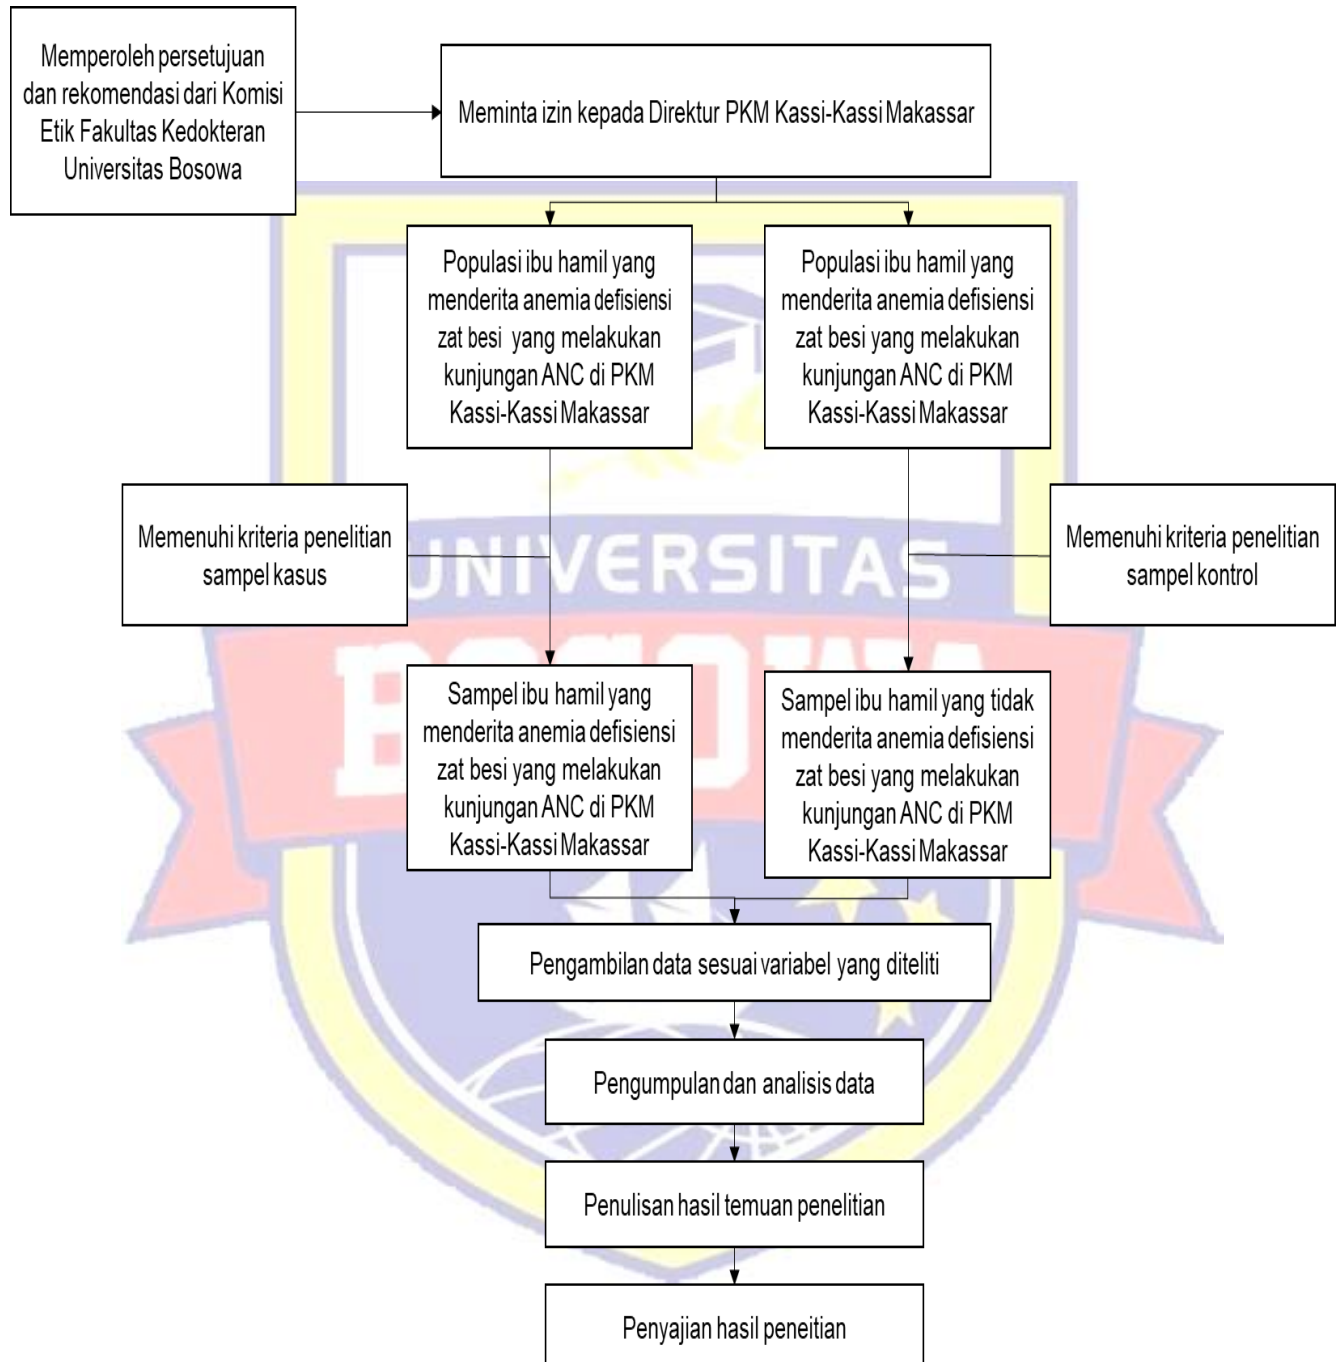 Memperoleh persetujuan
dan rekomendasi dari Komisi
Etik Fakultas Kedokteran
Universitas Bosowa
Meminta izin kepada Direktur PKM Kassi-Kassi Makassar
Populasi ibu hamil yang
menderita anemia defisiensi
zat besi yang melakukan
kunjungan ANC di PKM
Kassi-Kassi Makassar
Populasi ibu hamil yang
menderita anemia defisiensi
zat besi yang melakukan
kunjungan ANC di PKM
Kassi-Kassi Makassar
Memenuhi kriteria penelitian
sampel kasus
Memenuhi kriteria penelitian
sampel kontrol
UNIVERSITAS
BOSOWA
Sampel ibu hamil yang
menderita anemia defisiensi
zat besi yang melakukan
kunjungan ANC di PKM
Kassi-Kassi Makassar
Sampel ibu hamil yang tidak
menderita anemia defisiensi
zat besi yang melakukan
kunjungan ANC di PKM
Kassi-Kassi Makassar
Pengambilan data sesuai variabel yang diteliti
Pengumpulan dan analisis data
Penulisan hasil temuan penelitian
Penyajian hasil peneitian